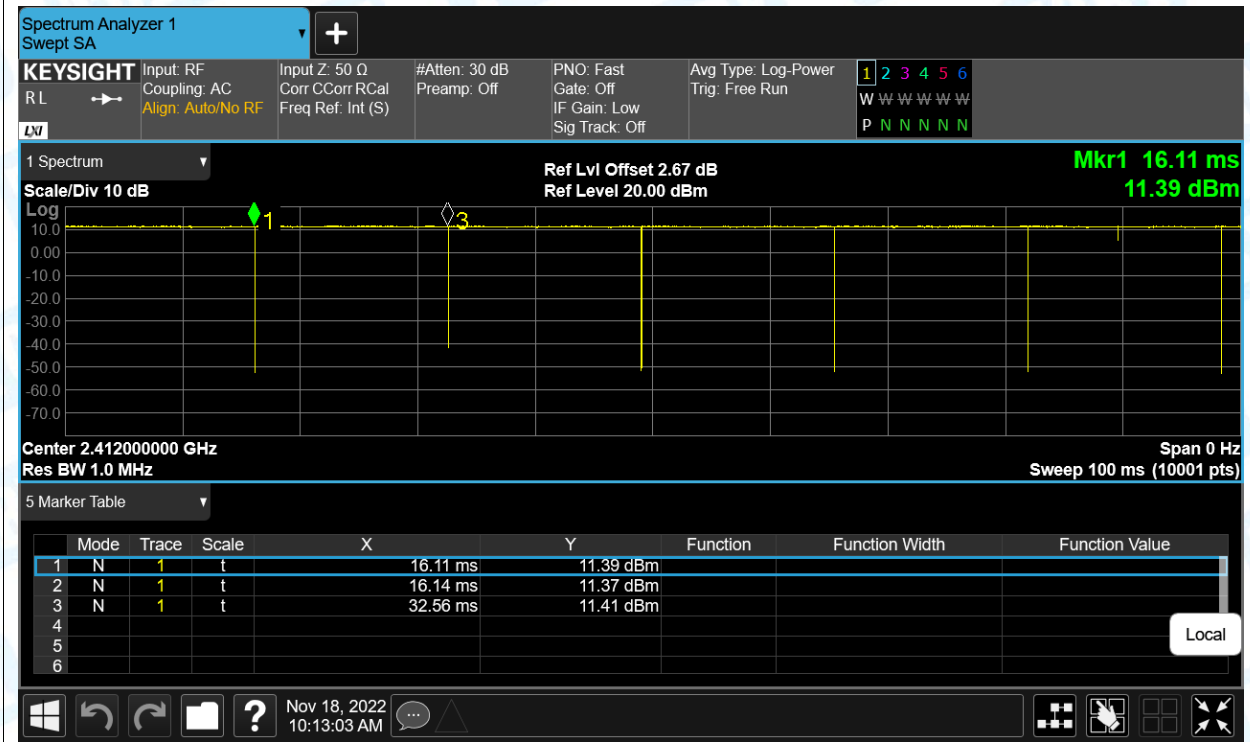 Spectrum Analyzer 1
Swept SA
+
KEYSIGHT Input: RF Input Z: 50 Ω #Atten: 30 dB PNO: Fast Avg Type: Log-Power 1 2 3 4 5 6
R L Coupling: AC Corr CCorr RCal Preamp: Off Gate: Off Trig: Free Run W W W W W W
Align: Auto/No RF Freq Ref: Int (S) IF Gain: Low
LXI Sig Track: Off P N N N N N
1 Spectrum Ref Lvl Offset 2.67 dB Mkr1 16.11 ms
Scale/Div 10 dB Ref Level 20.00 dBm 11.39 dBm
Log
1 3
10.0
0.00
-10.0
-20.0
-30.0
-40.0
-50.0
-60.0
-70.0
Center 2.412000000 GHz Span 0 Hz
Res BW 1.0 MHz Sweep 100 ms (10001 pts)
5 Marker Table
Mode Trace Scale X Y Function Function Width Function Value
1 N 1 t 16.11 ms 11.39 dBm
2 N 1 t 16.14 ms 11.37 dBm
3 N 1 t 32.56 ms 11.41 dBm
4
5
6
Local
? Nov 18, 2022
10:13:03 AM